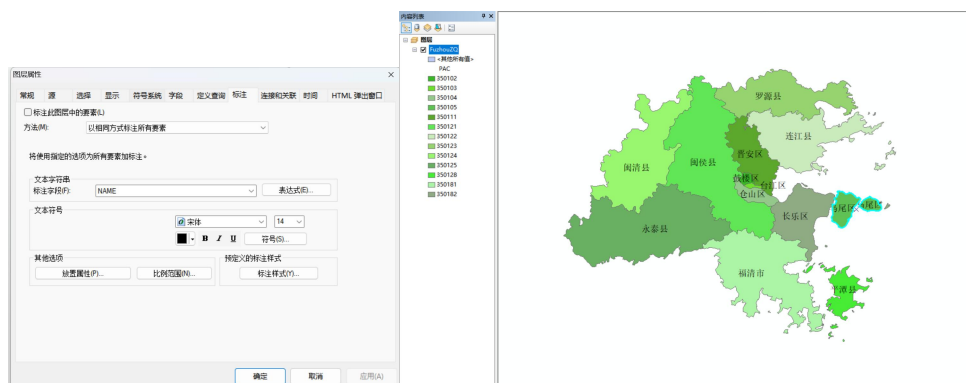 图层属性
常规 源 选择 显示 符号系统 字段 定义查询 标注 连接和关联 时间 HTML 弹出窗口
标注此图层中的要素(L)
方法(M): 以相同方式标注所有要素
将使用指定的选项为所有要素加标注。
文本字符串
标注字段(F): NAME 表达式(E)...
文本符号
宋体 14
B I U 符号(S)...
其他选项 预定义的标注样式
放置属性(P)... 比例范围(N)... 标注样式(Y)...
确定 取消 应用(A)
内容列表
图层
FuzhouZQ
<其他所有值>
PAC
350102
350103
350104
350105
350111
350121
350122
350123
350124
350125
350128
350181
350182
罗源县
连江县
晋安区
闽清县
闽侯县
鼓楼区
台江区
仓山区
马尾区
长乐区
永泰县
福清市
平潭县